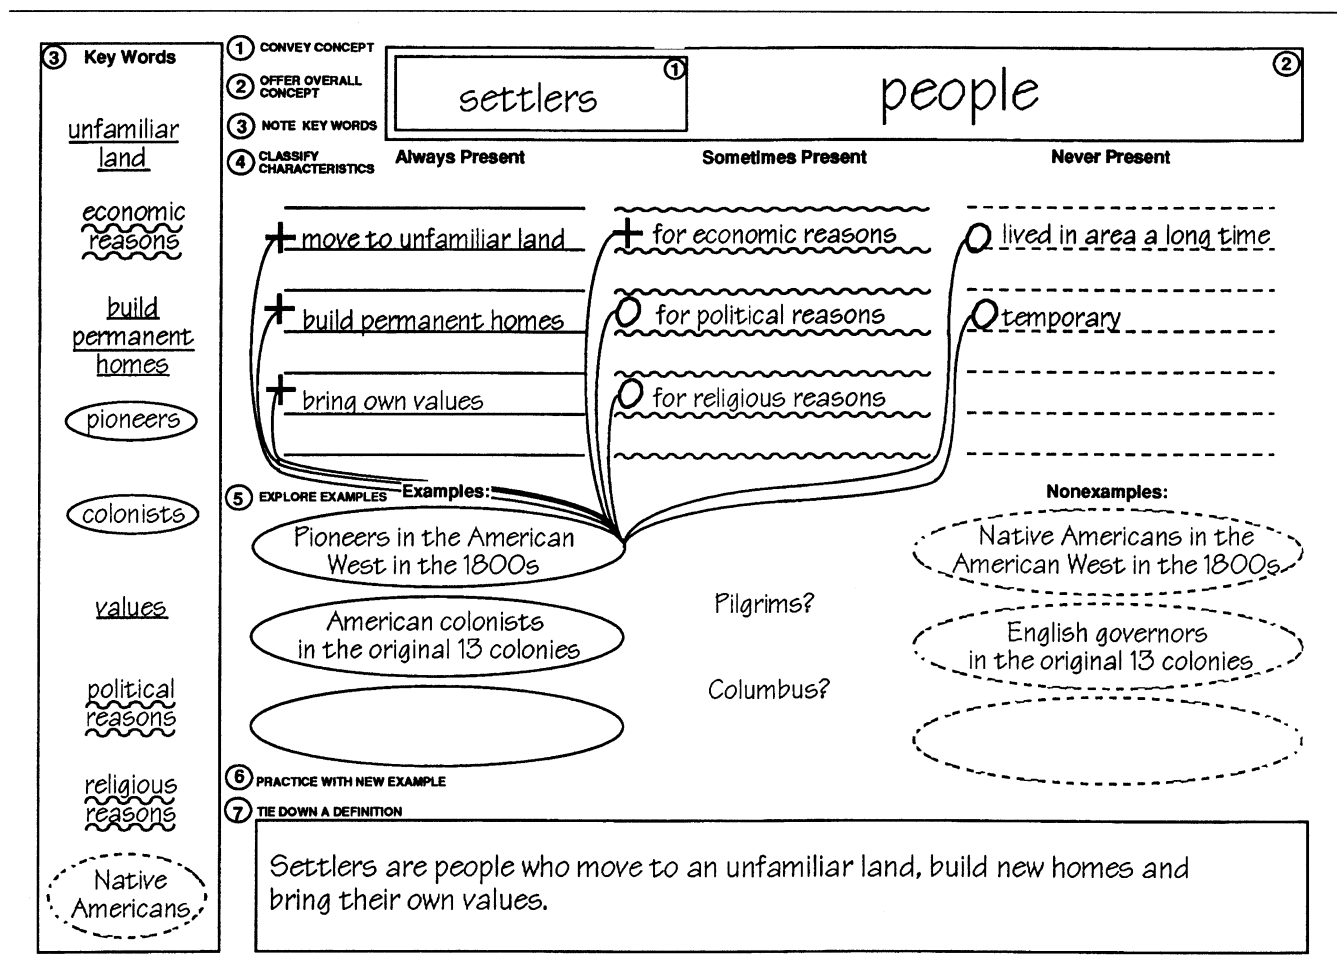 3 Key Words
unfamiliar
land
economic
reasons
build
permanent
homes
pioneers
colonists
values
political
reasons
religious
reasons
Native
Americans
1 CONVEY CONCEPT
2 OFFER OVERALL
CONCEPT
3 NOTE KEY WORDS
4 CLASSIFY
CHARACTERISTICS
settlers 1
people 2
Always Present
+ move to unfamiliar land
+ build permanent homes
+ bring own values
Sometimes Present
+ for economic reasons
O for political reasons
O for religious reasons
Never Present
O lived in area a long time
O temporary
5 EXPLORE EXAMPLES
Examples:
Pioneers in the American
West in the 1800s
American colonists
in the original 13 colonies
Pilgrims?
Columbus?
Nonexamples:
Native Americans in the
American West in the 1800s
English governors
in the original 13 colonies
6 PRACTICE WITH NEW EXAMPLE
7 TIE DOWN A DEFINITION
Settlers are people who move to an unfamiliar land, build new homes and
bring their own values.